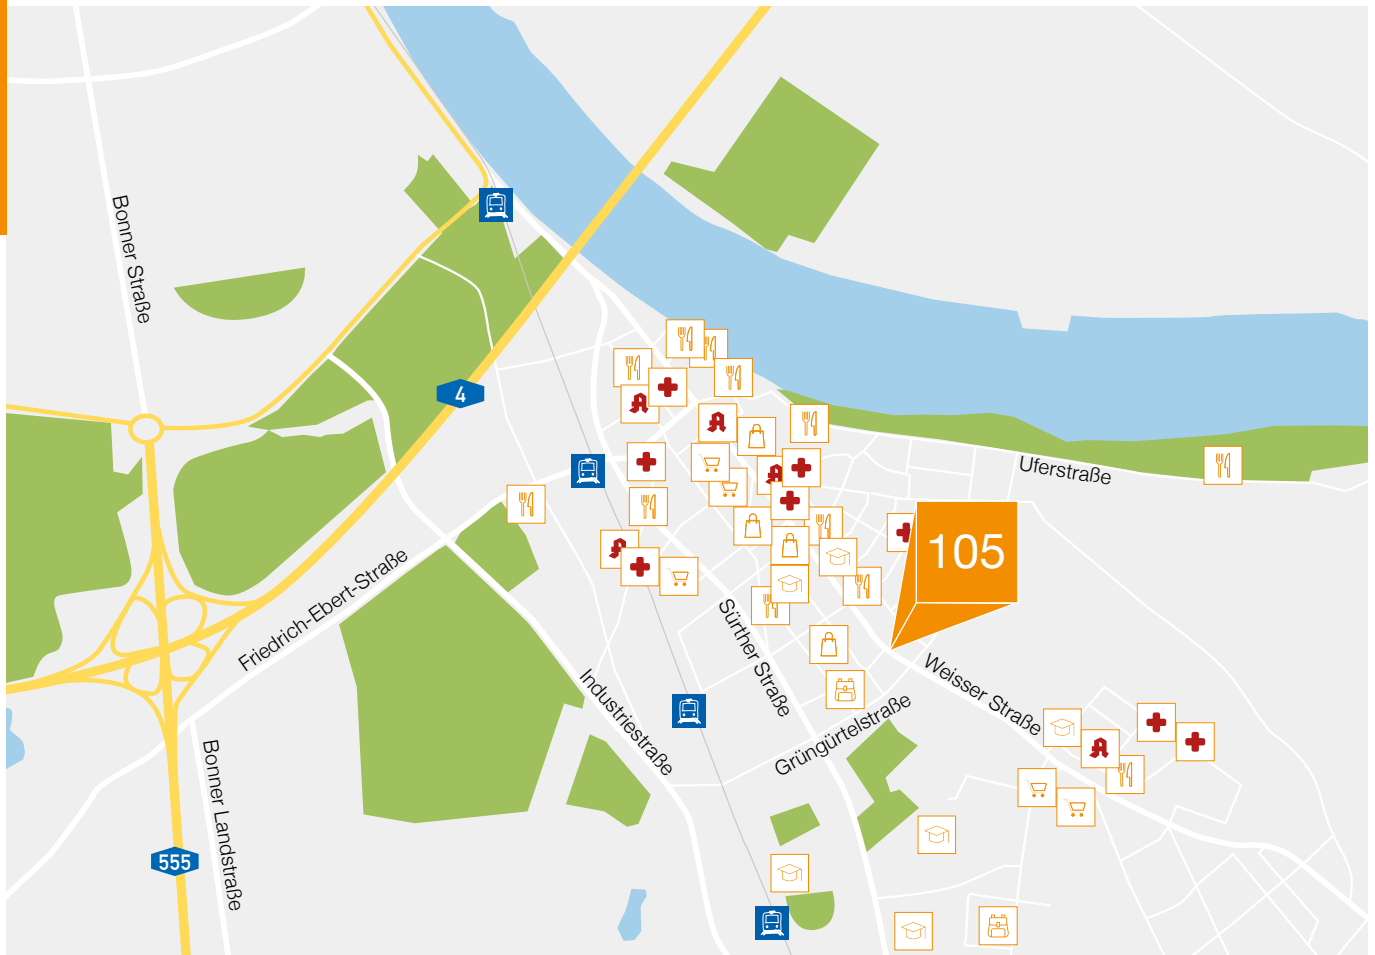 Bonner Straße
4
Uferstraße
105
Friedrich-Ebert-Straße
Sürther Straße
Weisser Straße
Industriestraße
Grüngürtelstraße
Bonner Landstraße
555